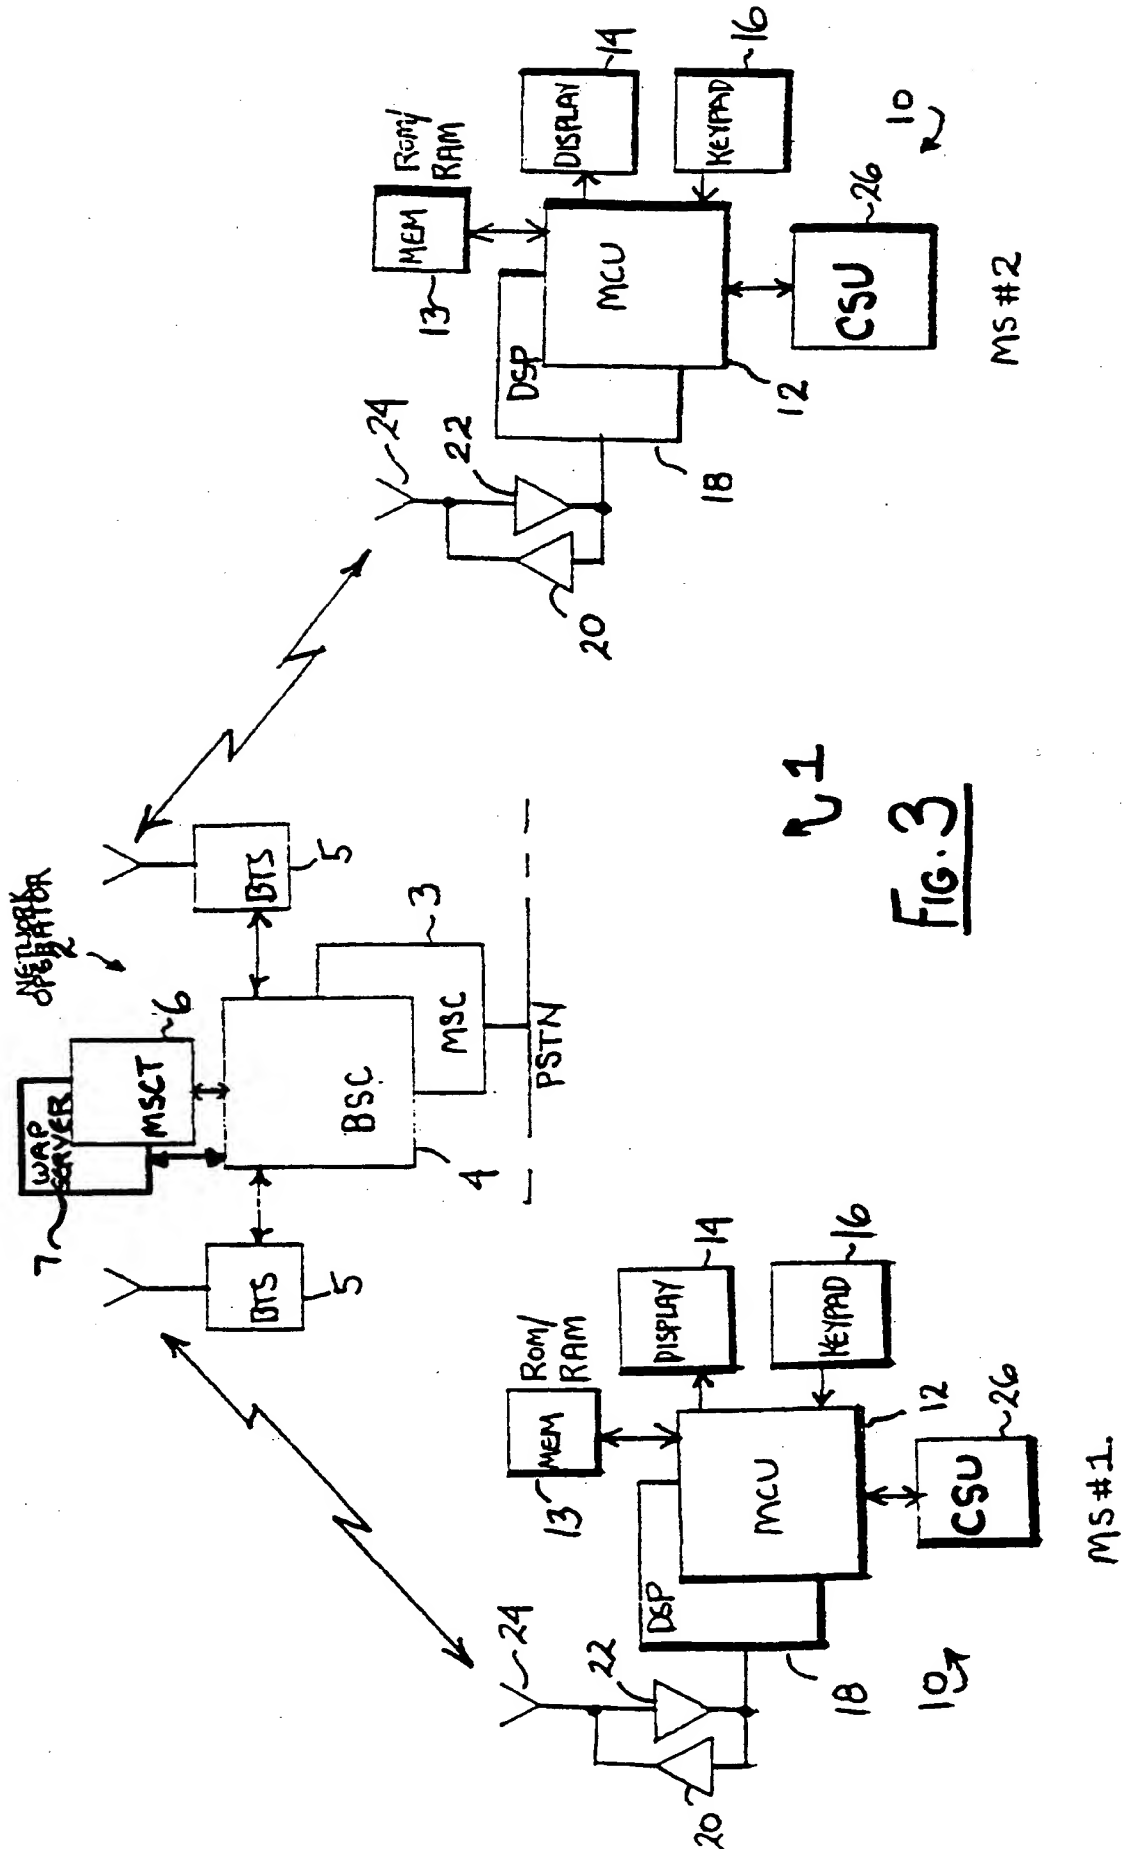 NETWORK
OPERATOR
2
7
WAP
SERVER
MSCT
6
BTS
5
BTS
5
BSC
4
MSC
3
PSTN
24
22
20
DSP
18
MCU
12
MEM
13
ROM/
RAM
DISPLAY
14
KEYPAD
16
CSU
26
10
MS #1.
24
22
20
DSP
18
MCU
12
MEM
13
ROM/
RAM
DISPLAY
14
KEYPAD
16
CSU
26
10
MS #2
1
FIG. 3